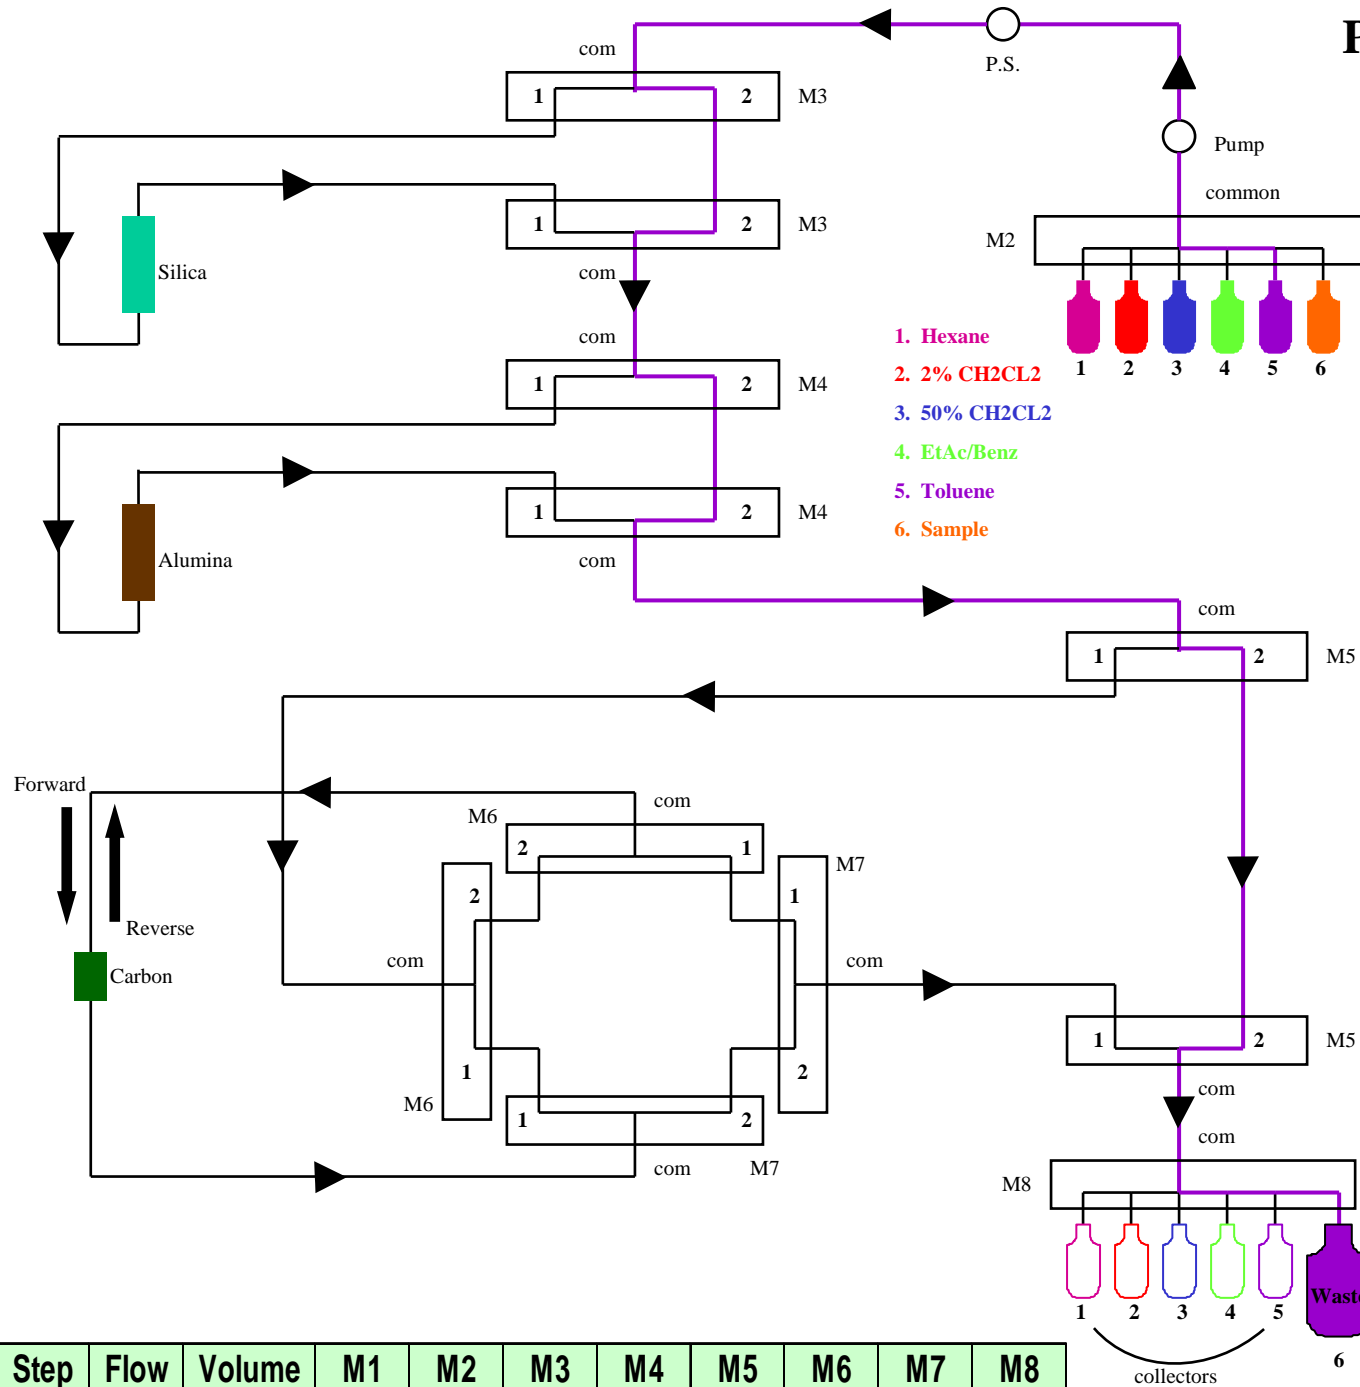 P
com
P.S.
1 2 M3
Pump
common
1 2 M3
M2
com
Silica
com
1. Hexane
1 2 3 4 5 6
1 2 M4
2. 2% CH2CL2
3. 50% CH2CL2
4. EtAc/Benz
5. Toluene
1 2 M4
6. Sample
Alumina
com
com
1 2 M5
Forward
com
M6
2 1
M7
2 1
Reverse
com com
Carbon
1 2 M5
1 2
M6
com
1 2
com
com M7
M8
Waste
1 2 3 4 5
6
collectors
Step Flow Volume M1 M2 M3 M4 M5 M6 M7 M8